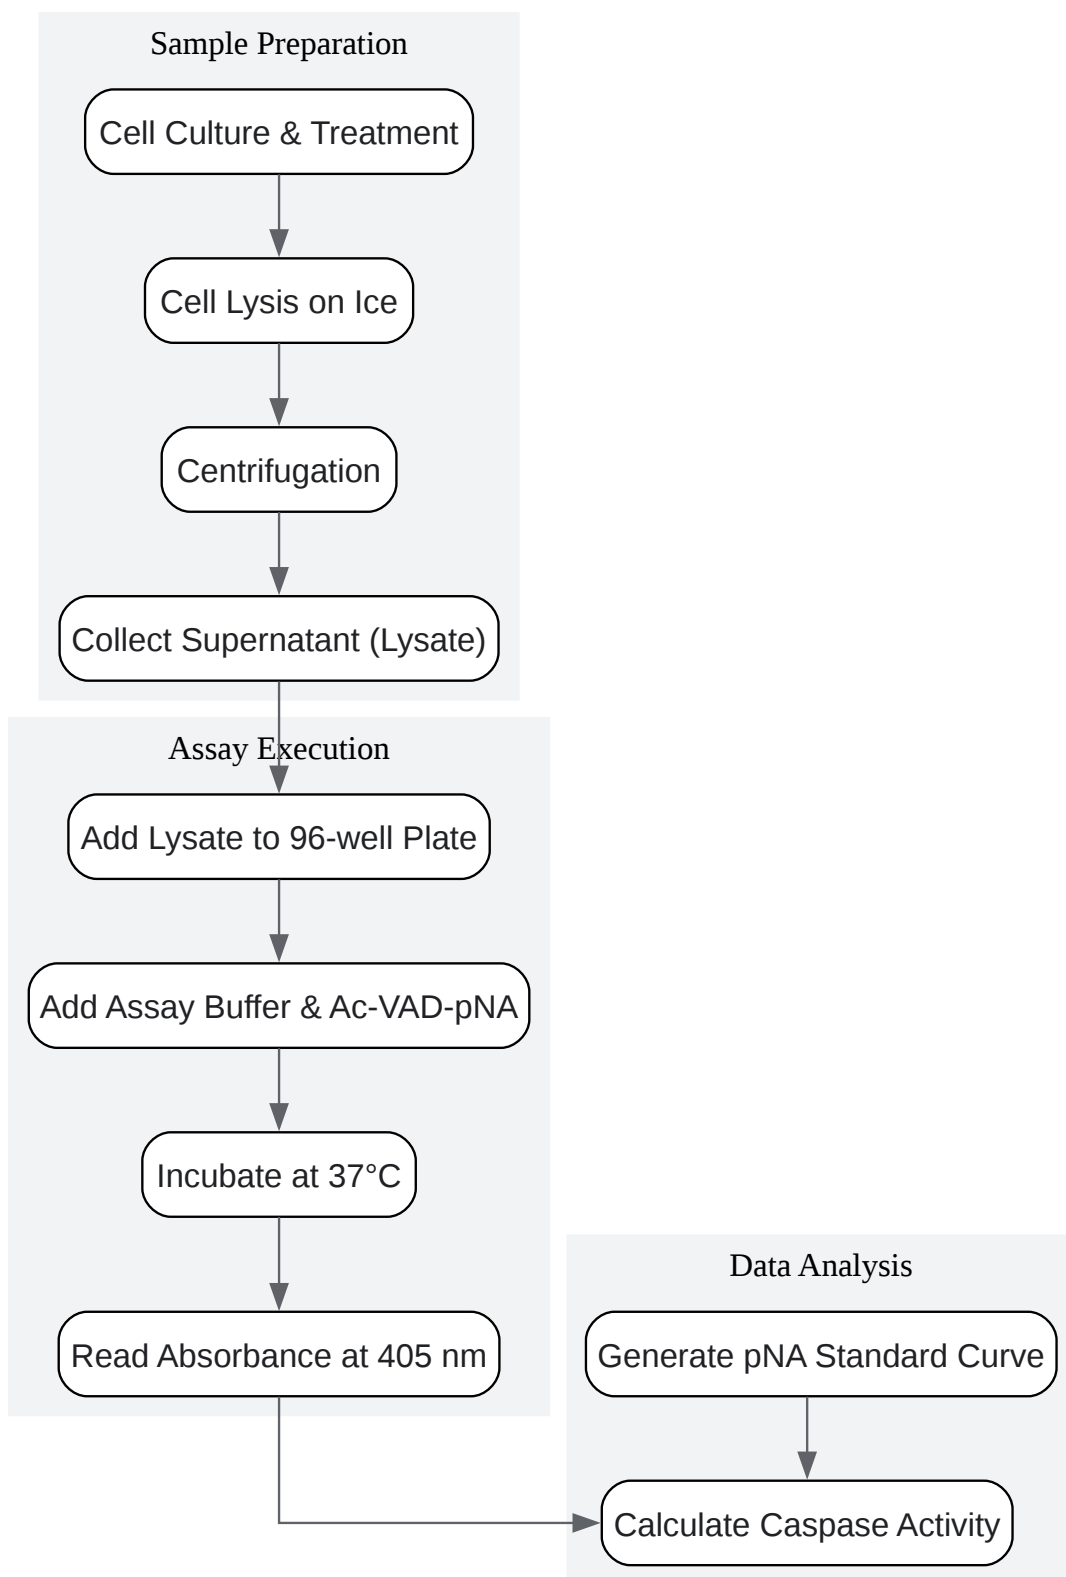 Sample Preparation
Cell Culture & Treatment
Cell Lysis on Ice
Centrifugation
Collect Supernatant (Lysate)
Assay Execution
Add Lysate to 96-well Plate
Add Assay Buffer & Ac-VAD-pNA
Incubate at 37°C
Read Absorbance at 405 nm
Data Analysis
Generate pNA Standard Curve
Calculate Caspase Activity